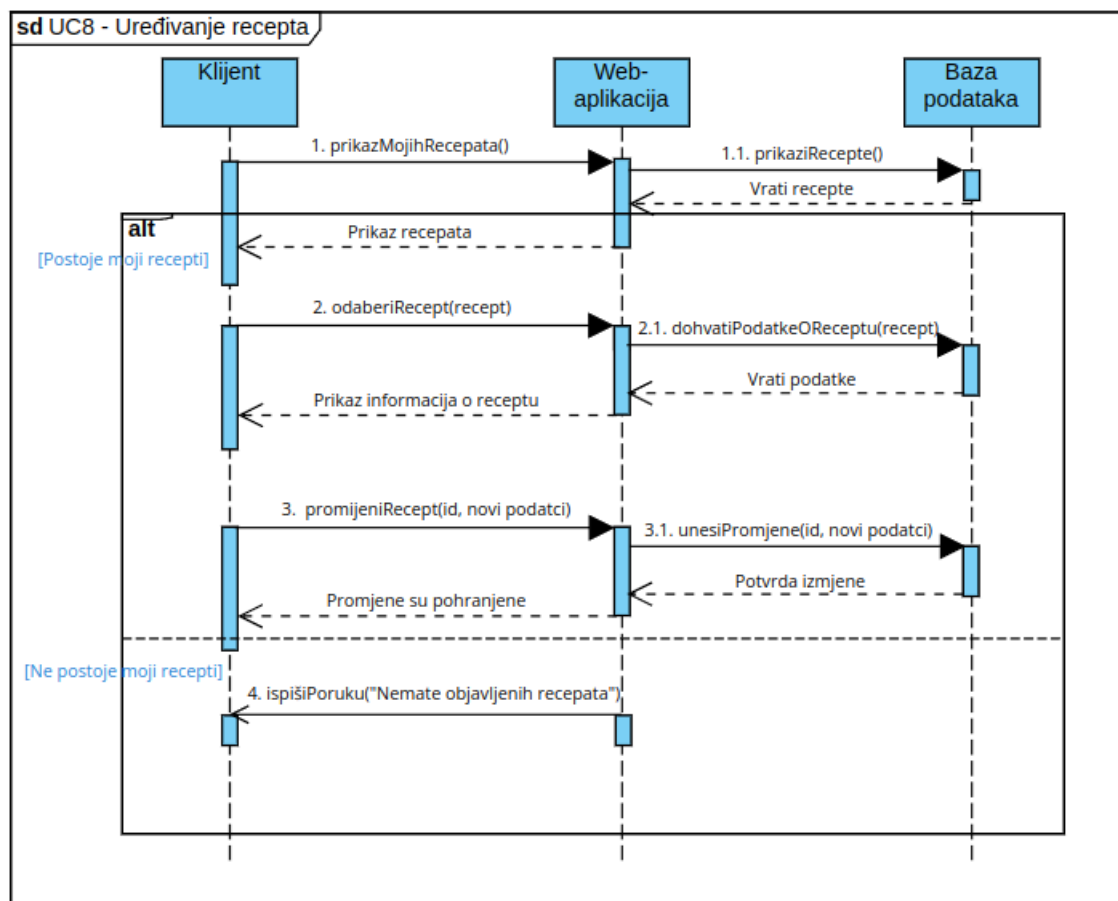 sd UC8 - Uređivanje recepta
Klijent
Web-
aplikacija
Baza
podataka
1. prikazMojihRecepata()
1.1. prikaziRecepte()
Vrati recepte
alt
Prikaz recepata
[Postoje moji recepti]
2. odaberiRecept(recept)
2.1. dohvatiPodatkeOReceptu(recept)
Vrati podatke
Prikaz informacija o receptu
3. promijeniRecept(id, novi podatci)
3.1. unesiPromjene(id, novi podatci)
Potvrda izmjene
Promjene su pohranjene
[Ne postoje moji recepti]
4. ispišiPoruku("Nemate objavljenih recepata")